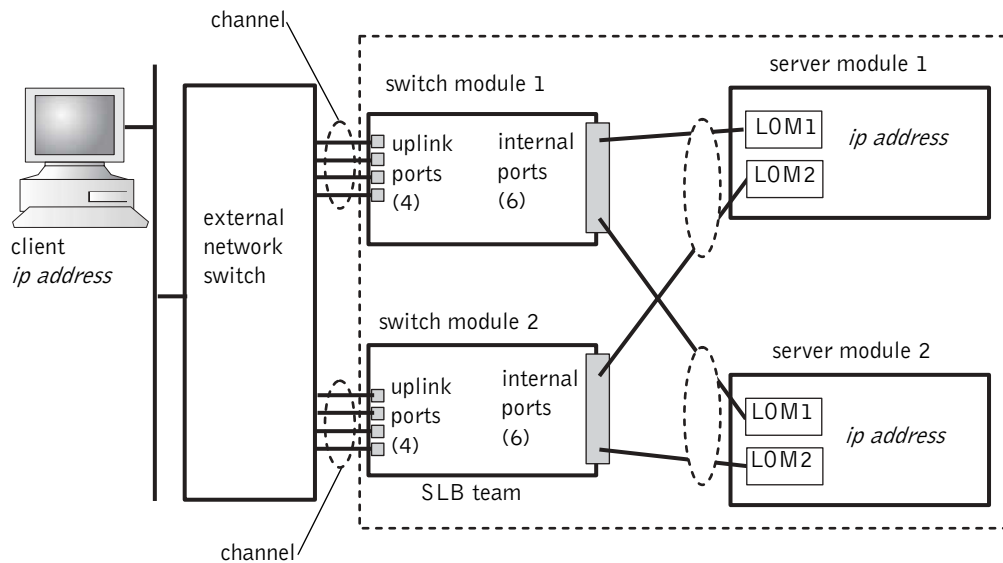 channel
switch module 1
server module 1
uplink
ports
(4)
internal
ports
(6)
LOM1
LOM2
ip address
client
ip address
external
network
switch
switch module 2
server module 2
uplink
ports
(4)
internal
ports
(6)
LOM1
LOM2
ip address
SLB team
channel